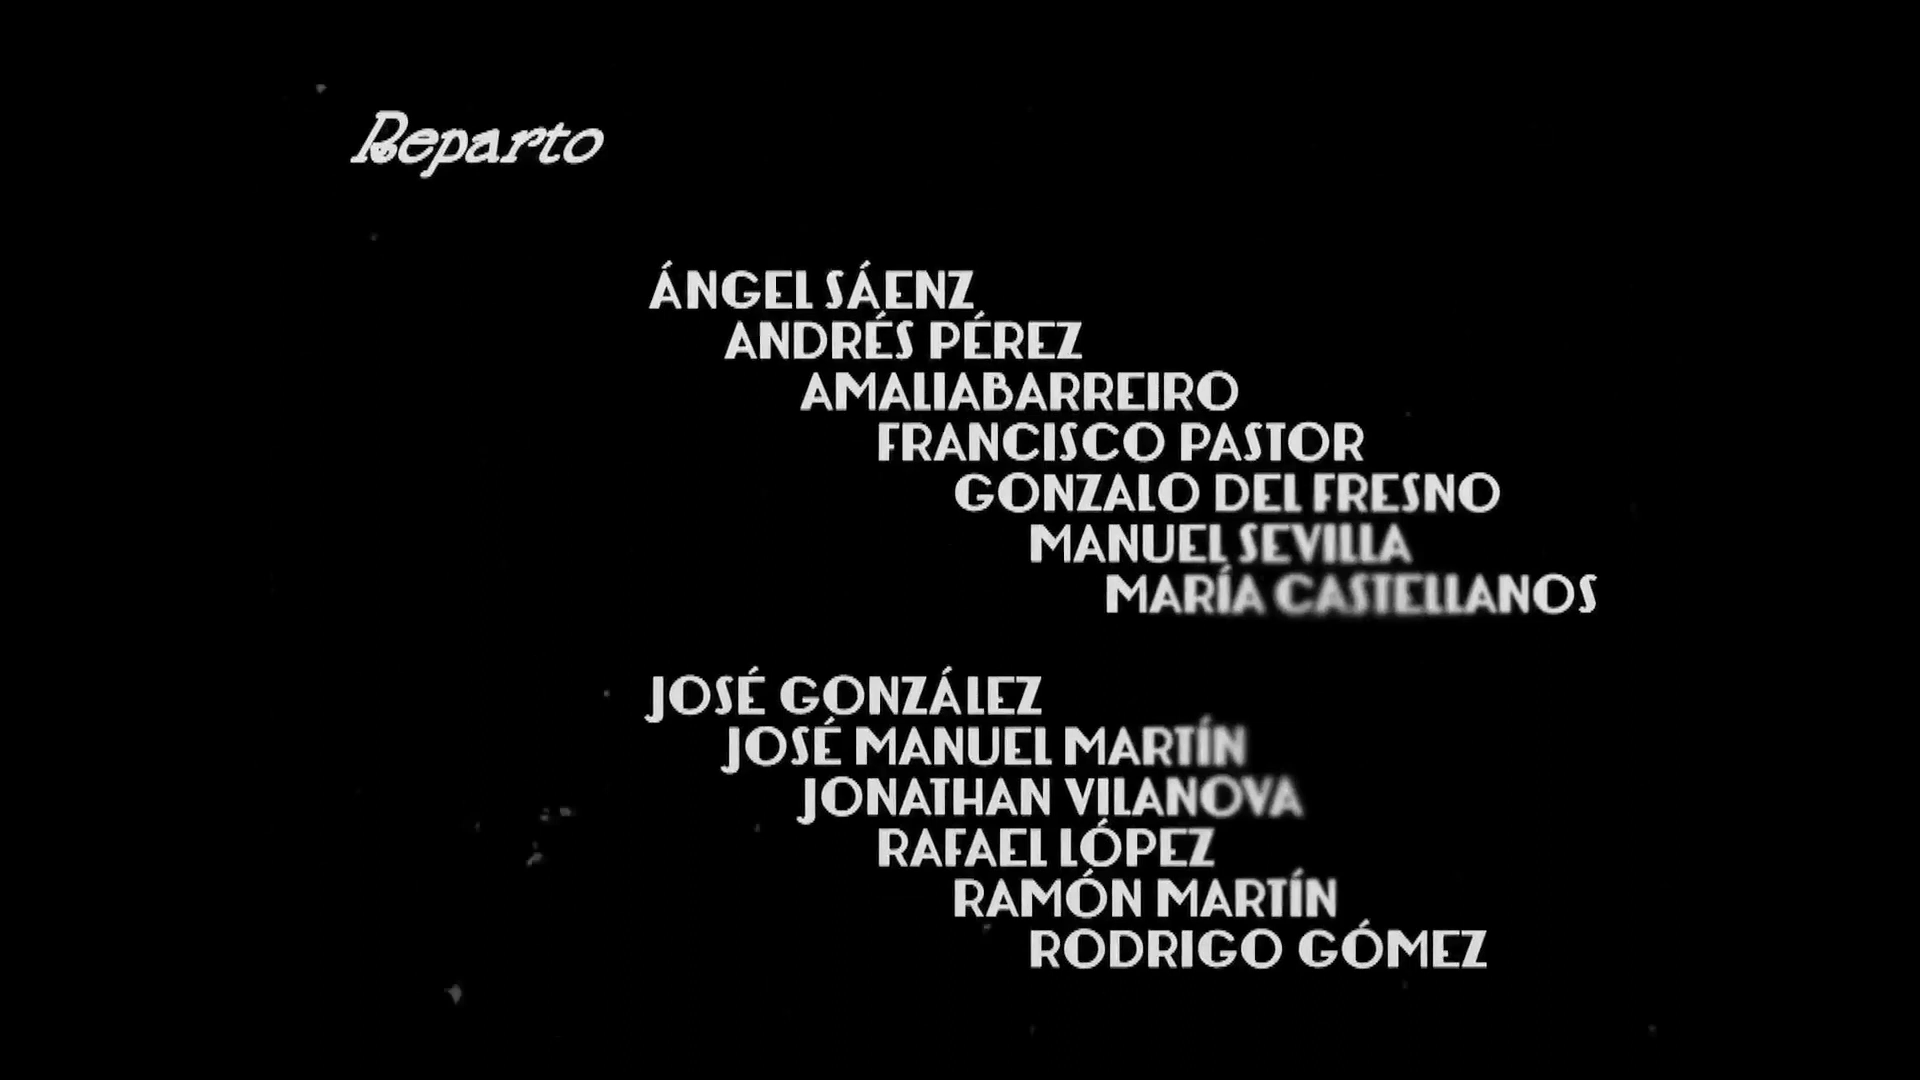 Reparto
ÁNGEL SÁENZ
ANDRÉS PÉREZ
AMALIABARREIRO
FRANCISCO PASTOR
GONZALO DEL FRESNO
MANUEL SEVILLA
MARÍA CASTELLANOS
JOSÉ GONZÁLEZ
JOSÉ MANUEL MARTÍN
JONATHAN VILANOVA
RAFAEL LÓPEZ
RAMÓN MARTÍN
RODRIGO GÓMEZ